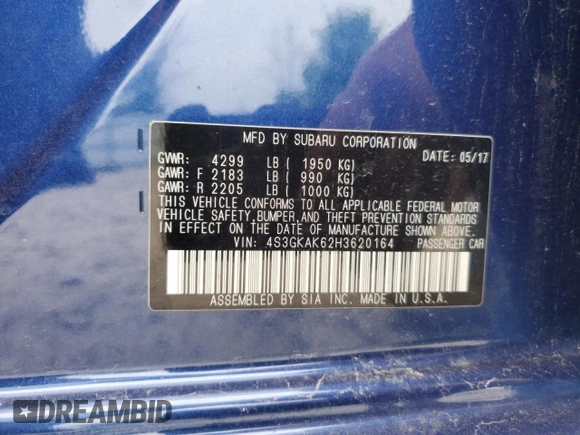 MFD BY SUBARU CORPORATION
DATE: 05/17
GVWR: 4299 LB ( 1950 KG)
GAWR: F 2183 LB ( 990 KG)
GAWR: R 2205 LB ( 1000 KG)
THIS VEHICLE CONFORMS TO ALL APPLICABLE FEDERAL MOTOR
VEHICLE SAFETY, BUMPER, AND THEFT PREVENTION STANDARDS
IN EFFECT ON THE DATE OF MANUFACTURE SHOWN ABOVE.
VIN: 4S3GKAK62H3620164 PASSENGER CAR
ASSEMBLED BY SIA INC. MADE IN U.S.A.
DREAMBID